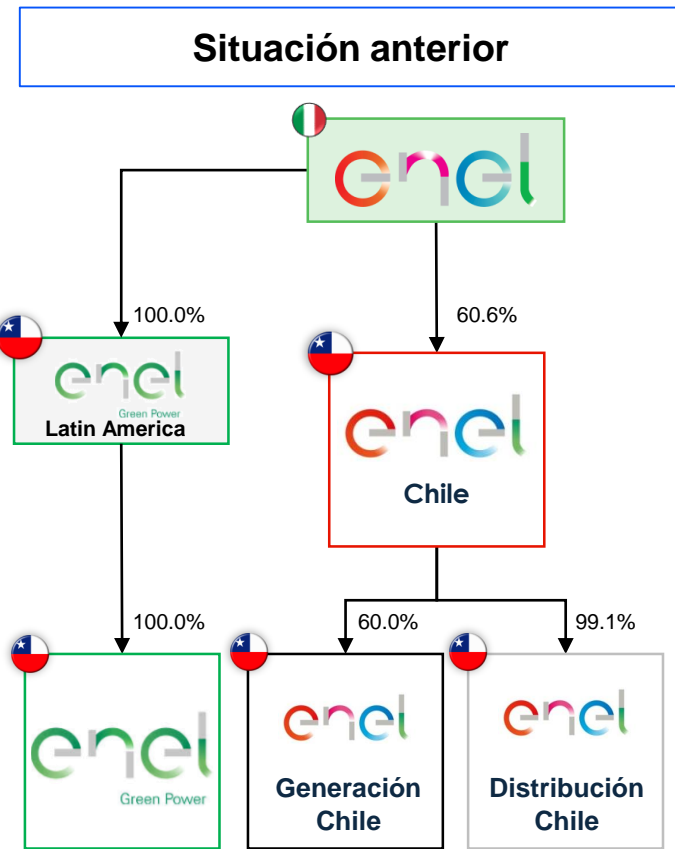 Situación anterior
enel
100.0%
60.6%
enel
Green Power
Latin America
enel
Chile
100.0%
60.0%
99.1%
enel
Green Power
enel
Generación
Chile
enel
Distribución
Chile